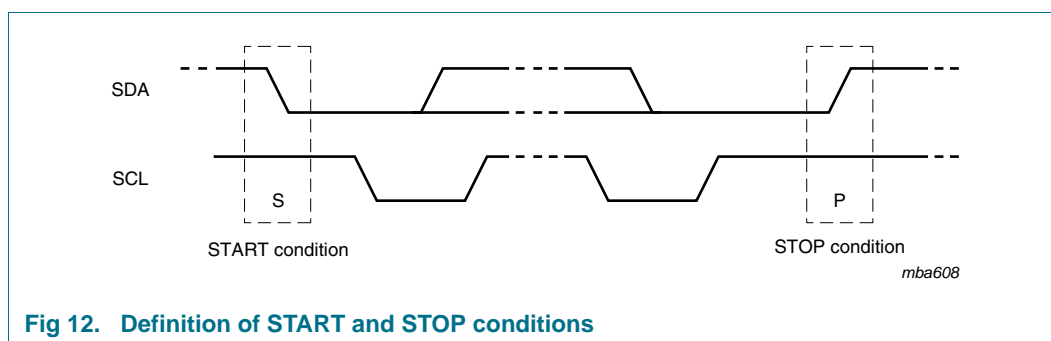 SDA
SCL
S
P
START condition
STOP condition
mba608
Fig 12. Definition of START and STOP conditions